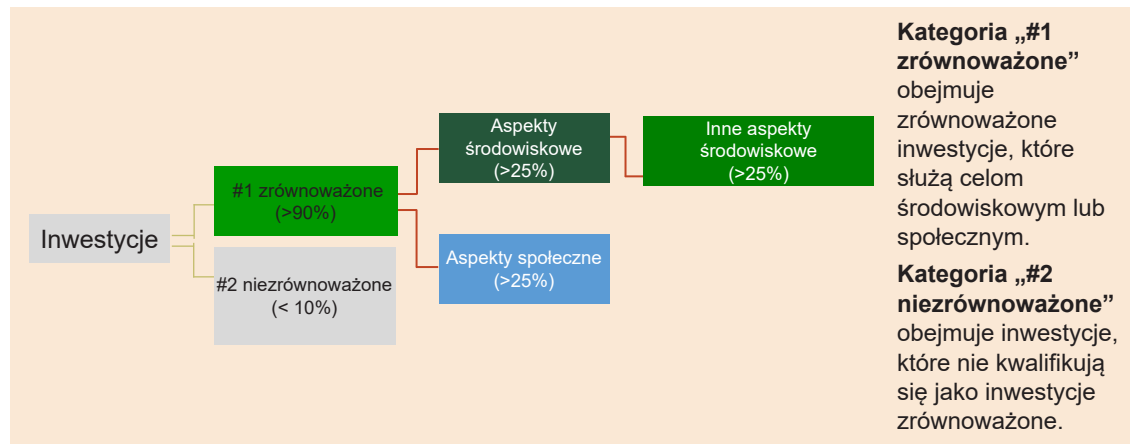 Inwestycje
#1 zrównoważone
(>90%)
#2 niezrównoważone
(< 10%)
Aspekty
środowiskowe
(>25%)
Aspekty społeczne
(>25%)
Inne aspekty
środowiskowe
(>25%)
Kategoria „#1
zrównoważone”
obejmuje
zrównoważone
inwestycje, które
służą celom
środowiskowym lub
społecznym.
Kategoria „#2
niezrównoważone”
obejmuje inwestycje,
które nie kwalifikują
się jako inwestycje
zrównoważone.